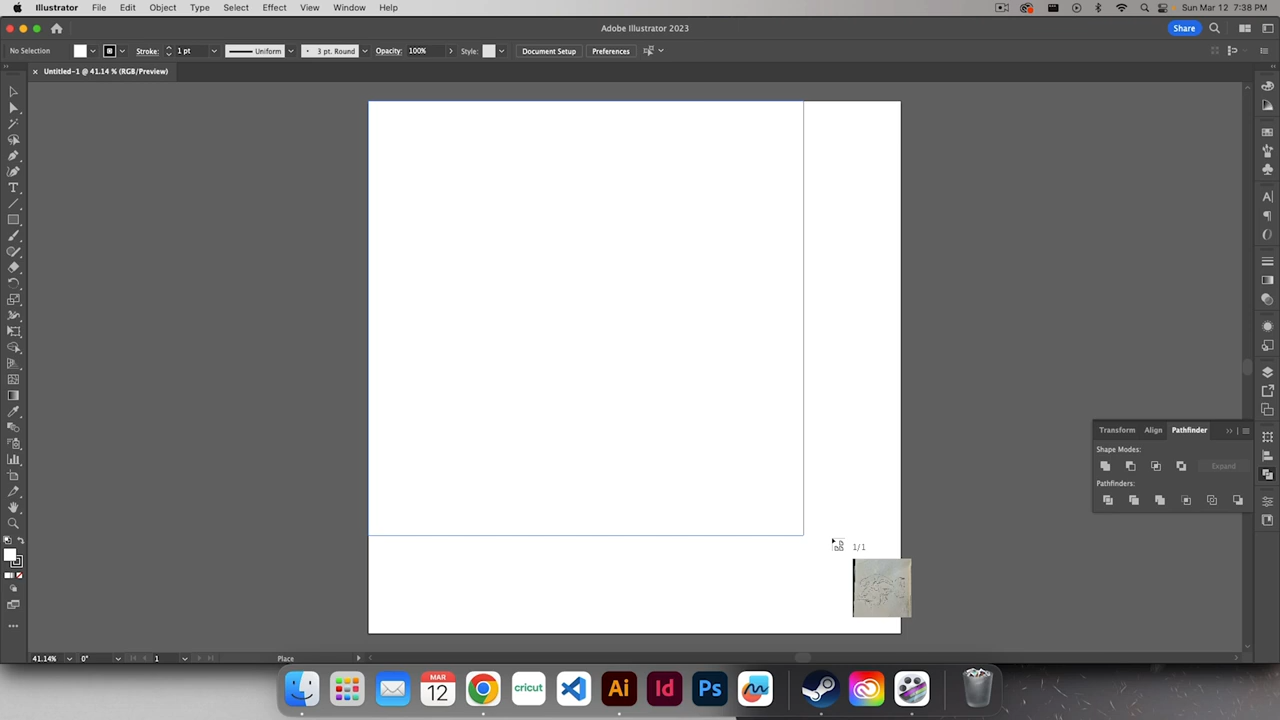 Illustrator File Edit Object Type Select Effect View Window Help
Sun Mar 12 7:38 PM
Adobe Illustrator 2023
Share
No Selection
Stroke: 1 pt
Uniform
3 pt. Round
Opacity: 100%
Style:
Document Setup
Preferences
× Untitled-1 @ 41.14 % (RGB/Preview)
Transform Align Pathfinder
Shape Modes:
Expand
Pathfinders:
1/1
41.14% 0° 1 Place
MAR
12
cricut
Ai
Id
Ps